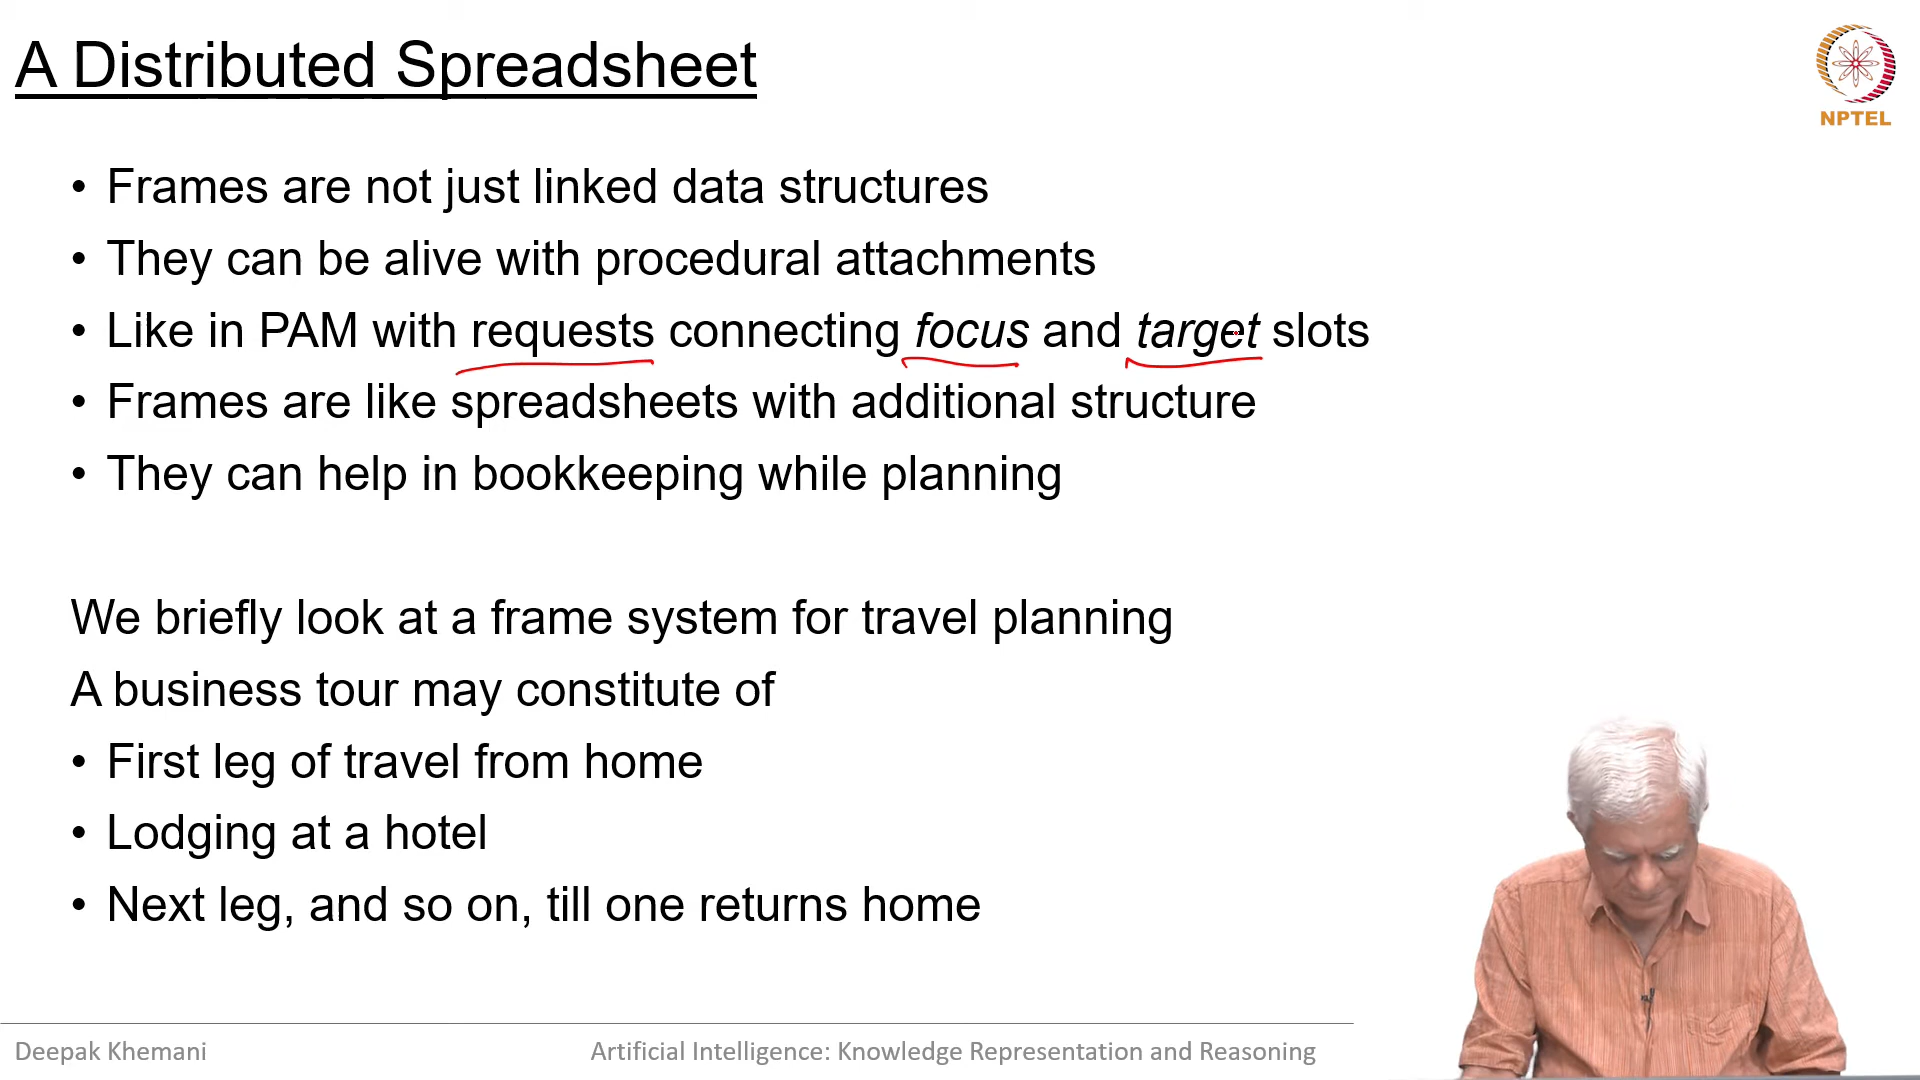 A Distributed Spreadsheet
NPTEL
• Frames are not just linked data structures
• They can be alive with procedural attachments
• Like in PAM with requests connecting focus and target slots
• Frames are like spreadsheets with additional structure
• They can help in bookkeeping while planning
We briefly look at a frame system for travel planning
A business tour may constitute of
• First leg of travel from home
• Lodging at a hotel
• Next leg, and so on, till one returns home
Deepak Khemani
Artificial Intelligence: Knowledge Representation and Reasoning